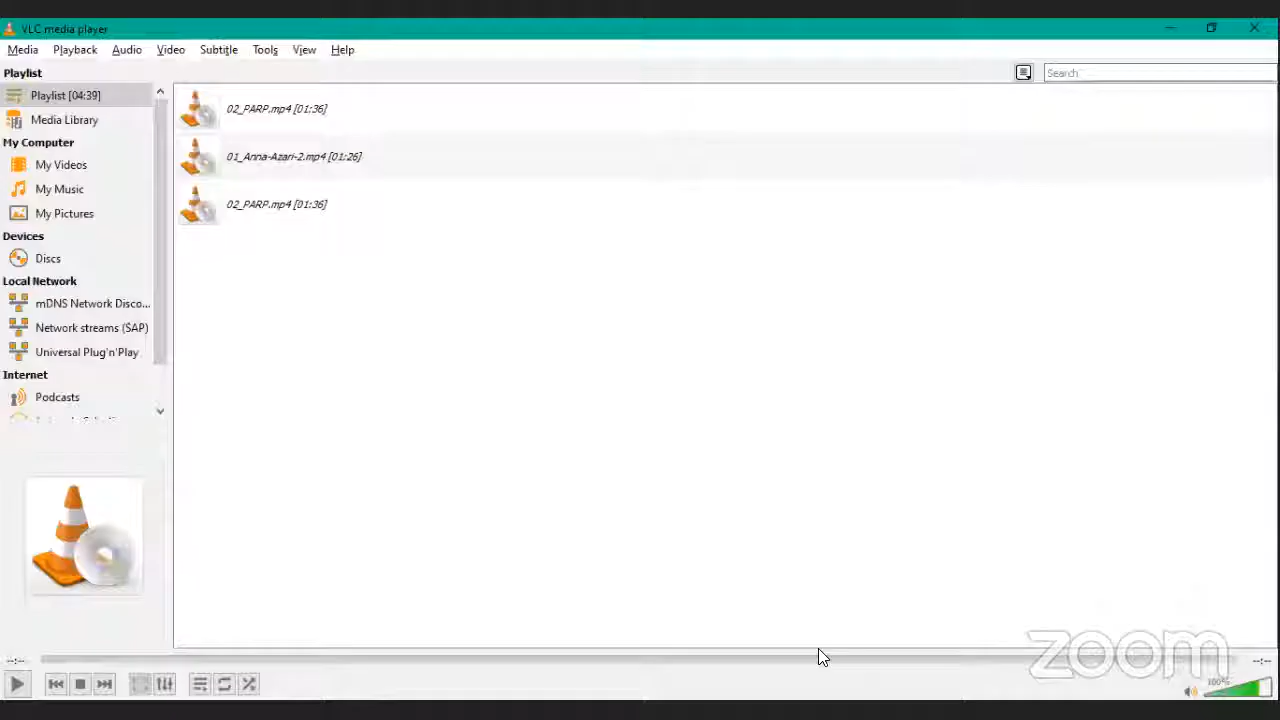 VLC media player
Media Playback Audio Video Subtitle Tools View Help
Playlist
Search
Playlist [04:39]
Media Library
My Computer
My Videos
My Music
My Pictures
Devices
Discs
Local Network
mDNS Network Disco...
Network streams (SAP)
Universal Plug'n'Play
Internet
Podcasts
02_PARP.mp4 [01:36]
01_Anna-Azari-2.mp4 [01:26]
02_PARP.mp4 [01:36]
--:--
--:--
100%
zoom